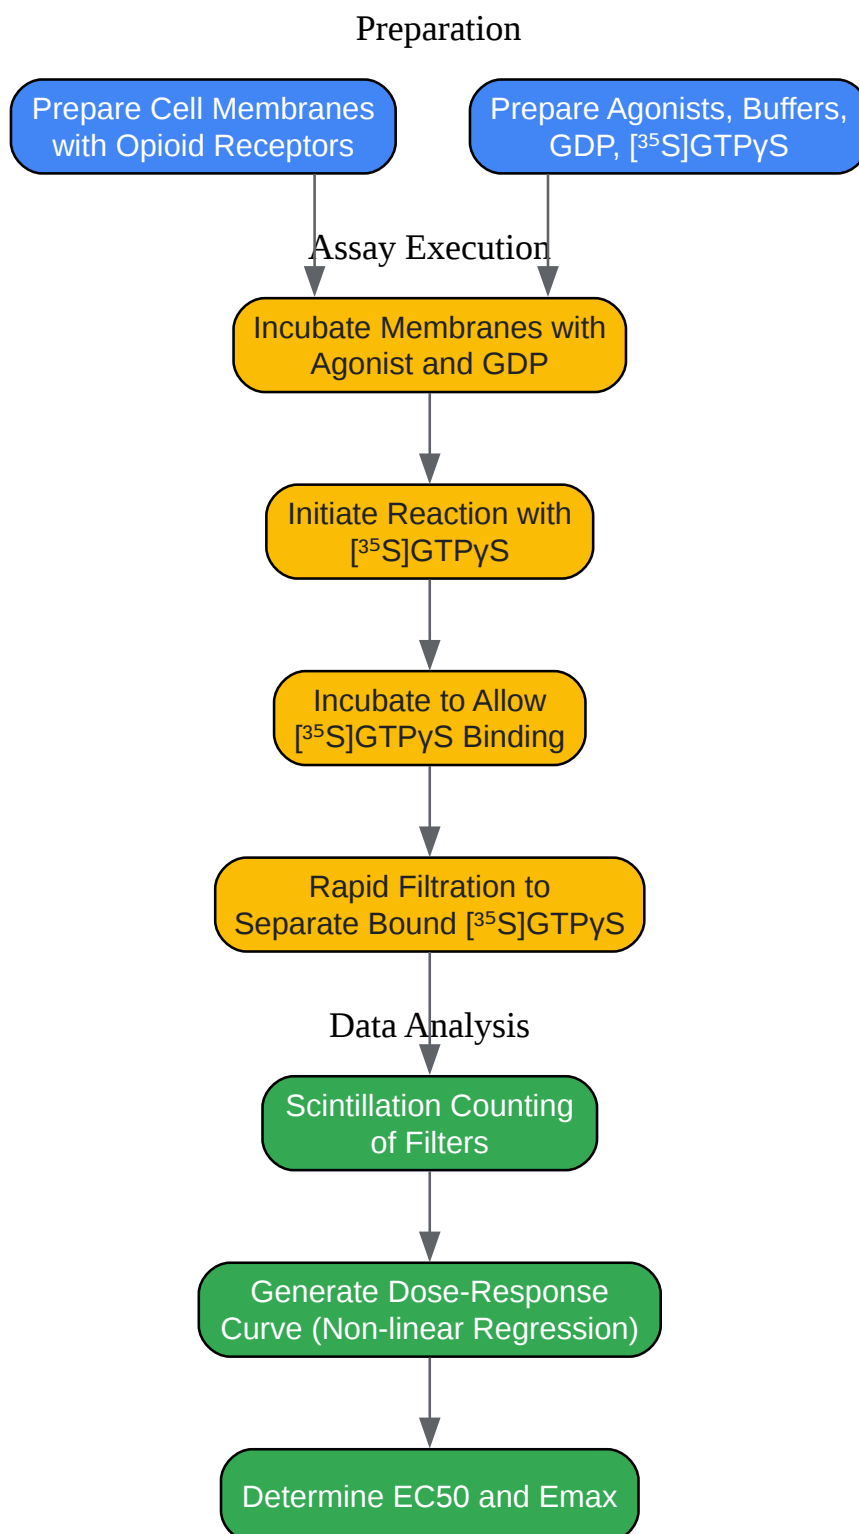 Preparation
Prepare Cell Membranes
with Opioid Receptors
Prepare Agonists, Buffers,
GDP, [³⁵S]GTPγS
Assay Execution
Incubate Membranes with
Agonist and GDP
Initiate Reaction with
[³⁵S]GTPγS
Incubate to Allow
[³⁵S]GTPγS Binding
Rapid Filtration to
Separate Bound [³⁵S]GTPγS
Data Analysis
Scintillation Counting
of Filters
Generate Dose-Response
Curve (Non-linear Regression)
Determine EC50 and Emax